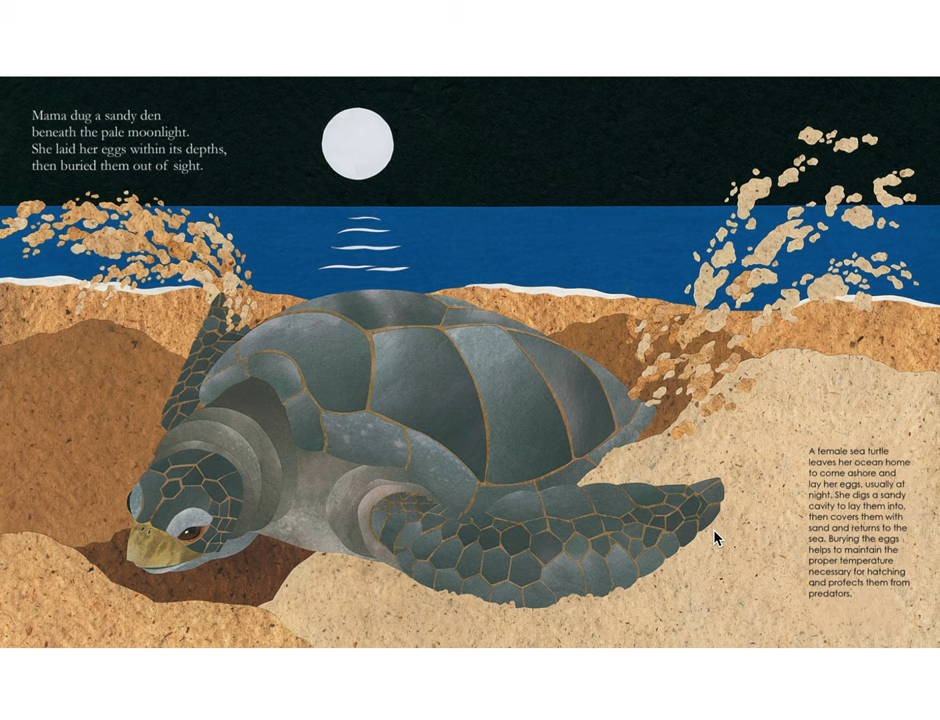 Mama dug a sandy den
beneath the pale moonlight.
She laid her eggs within its depths,
then buried them out of sight.
A female sea turtle
leaves her ocean home
to come ashore and
lay her eggs, usually at
night. She digs a sandy
cavity to lay them into,
then covers them with
sand and returns to the
sea. Burying the eggs
helps to maintain the
proper temperature
necessary for hatching
and protects them from
predators.